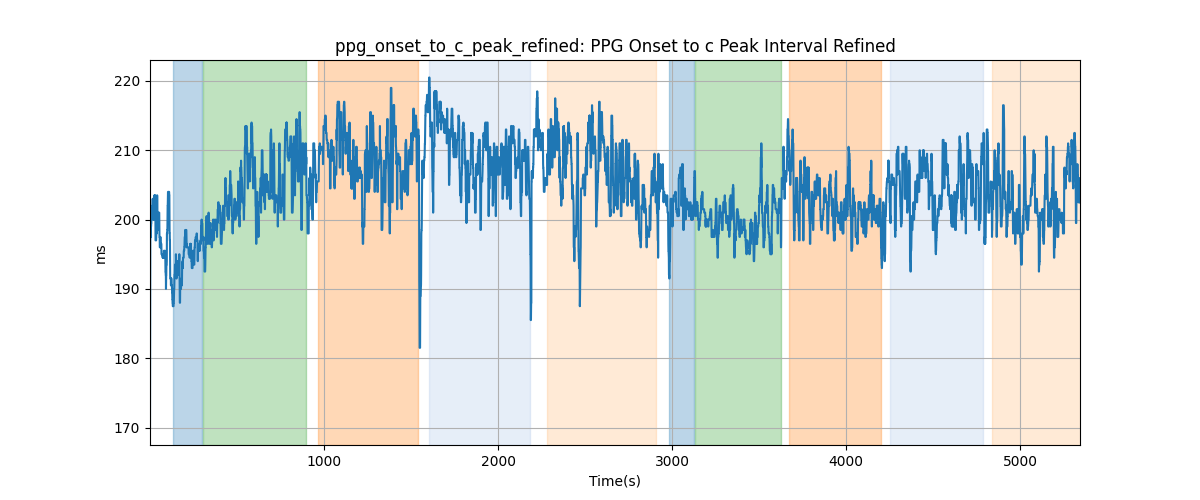 ppg_onset_to_c_peak_refined: PPG Onset to c Peak Interval Refined
220
210
200
190
180
170
ms
1000 2000 3000 4000 5000
Time(s)